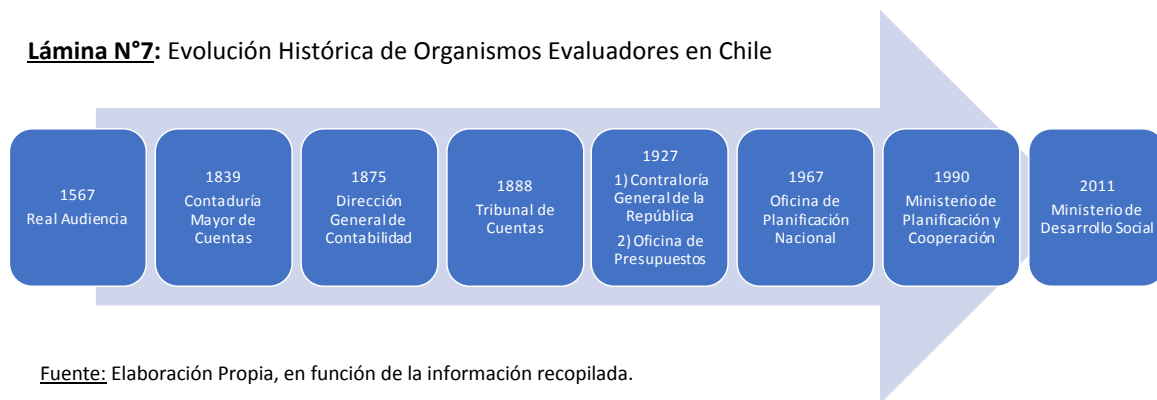 Lámina N°7: Evolución Histórica de Organismos Evaluadores en Chile
1567
Real Audiencia
1839
Contaduría
Mayor de
Cuentas
1875
Dirección
General de
Contabilidad
1888
Tribunal de
Cuentas
1927
1) Contraloría
General de la
República
2) Oficina de
Presupuestos
1967
Oficina de
Planificación
Nacional
1990
Ministerio de
Planificación y
Cooperación
2011
Ministerio de
Desarrollo Social
Fuente: Elaboración Propia, en función de la información recopilada.